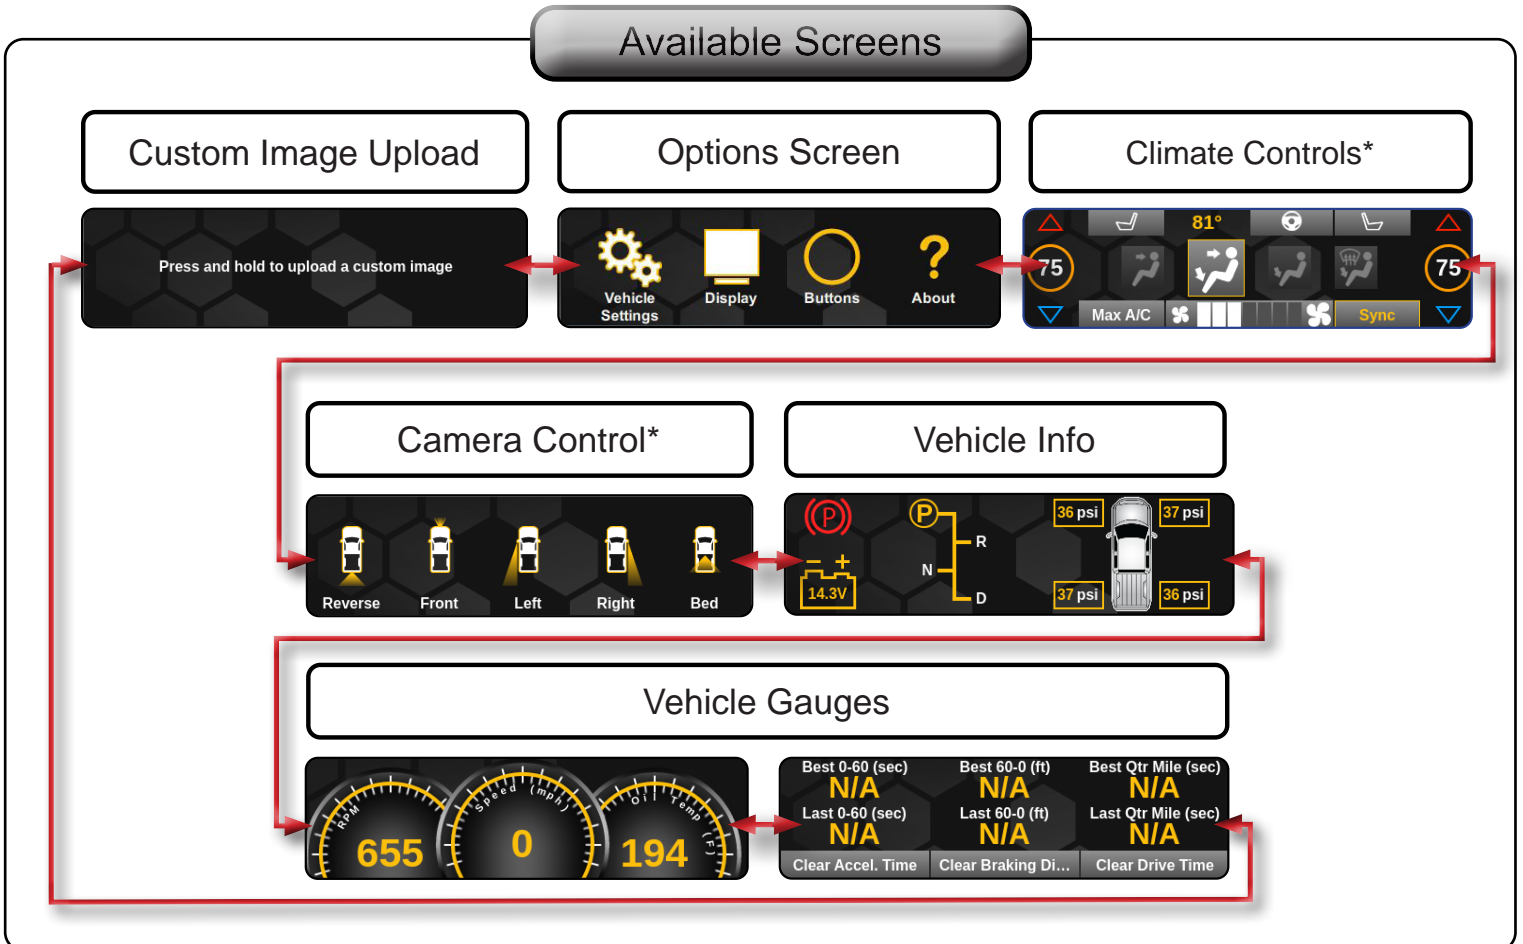 Available Screens
Custom Image Upload
Options Screen
Climate Controls*
Press and hold to upload a custom image
Vehicle
Settings
Display
Buttons
?
About
81°
75
75
Max A/C
Sync
Camera Control*
Vehicle Info
Reverse
Front
Left
Right
Bed
(P)
- +
14.3V
P
R
N
D
36 psi
37 psi
37 psi
36 psi
Vehicle Gauges
RPM
655
Speed (mph)
0
Oil Temp (F)
194
Best 0-60 (sec)
N/A
Best 60-0 (ft)
N/A
Best Qtr Mile (sec)
N/A
Last 0-60 (sec)
N/A
Last 60-0 (ft)
N/A
Last Qtr Mile (sec)
N/A
Clear Accel. Time
Clear Braking Di...
Clear Drive Time